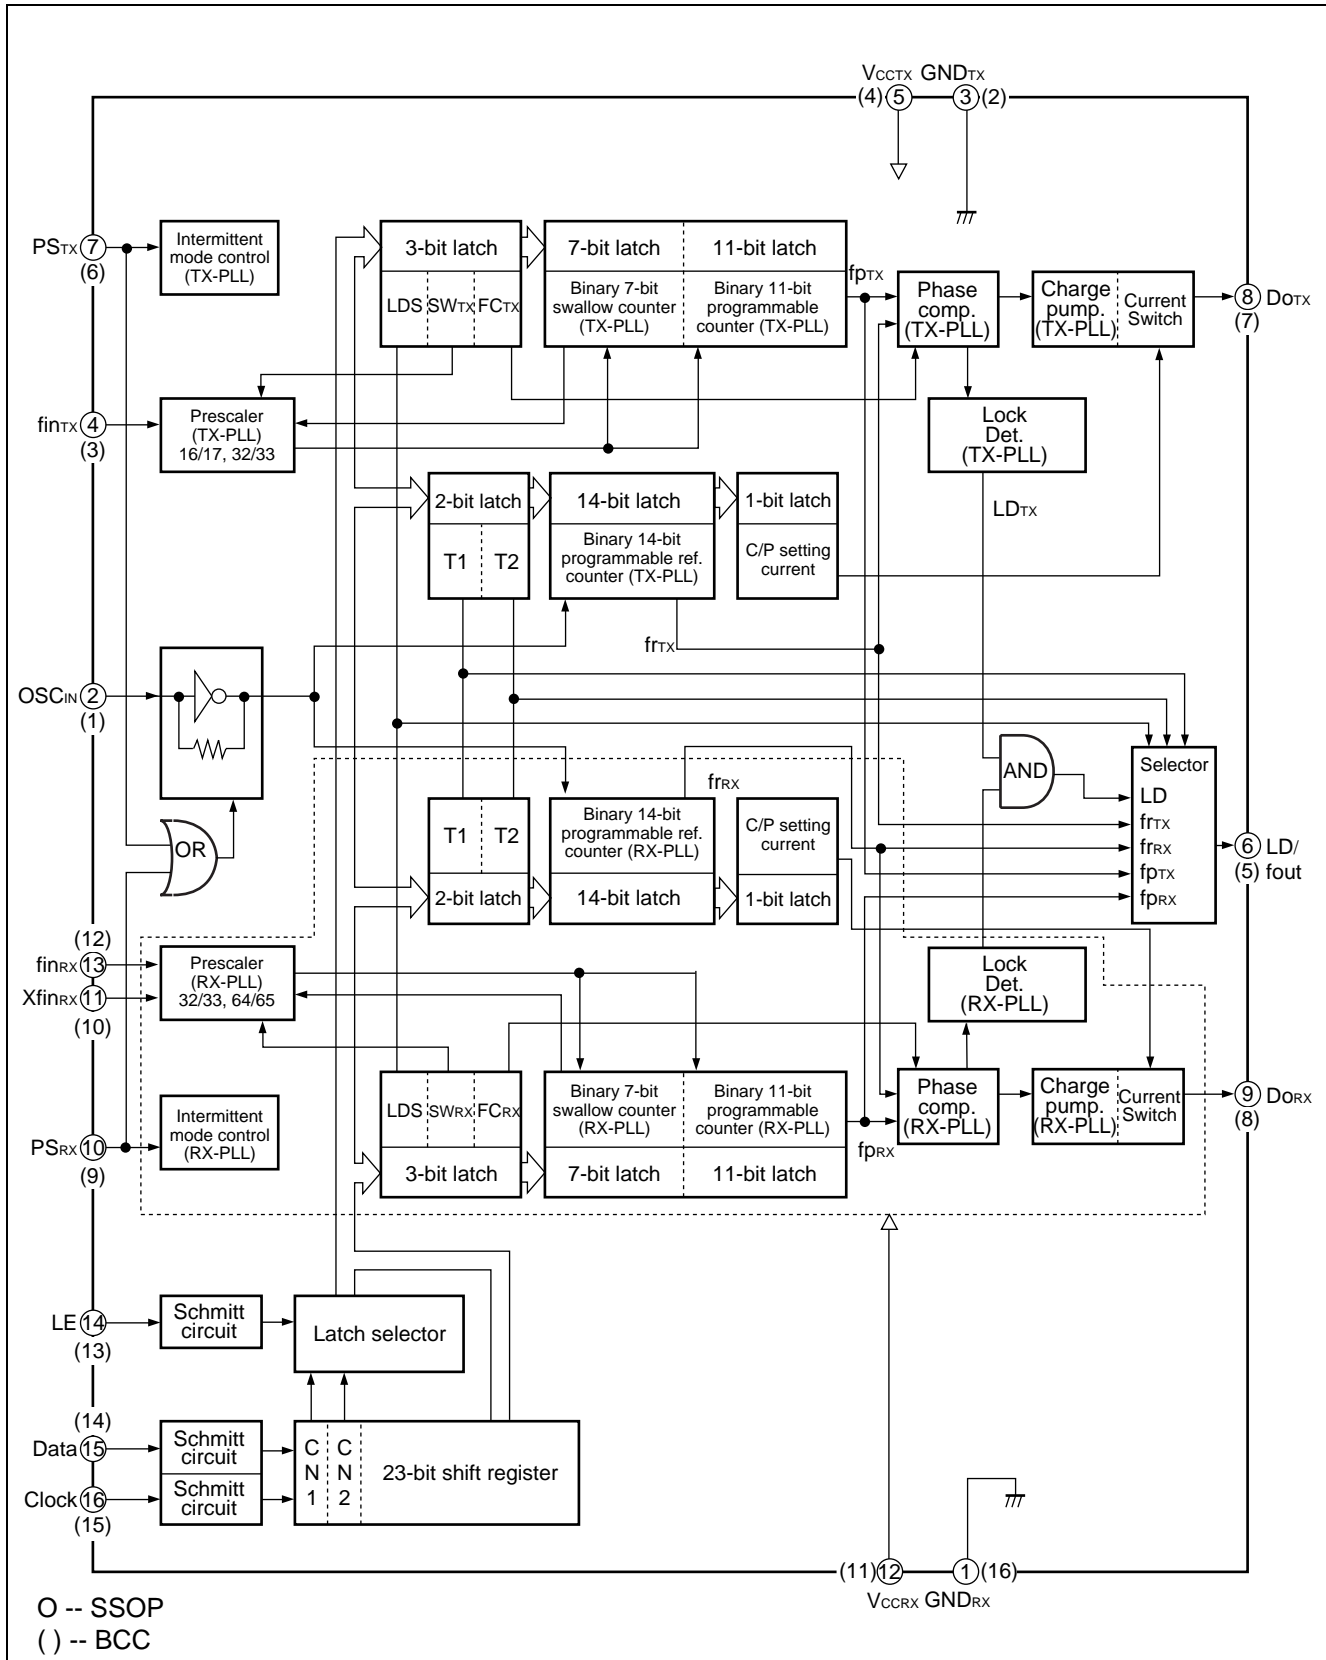 VCCTX GNDTX
(4) 5 3 (2)
PSTX 7
(6)
Intermittent
mode control
(TX-PLL)
3-bit latch
LDS SWTX FCTX
7-bit latch
11-bit latch
Binary 7-bit
swallow counter
(TX-PLL)
Binary 11-bit
programmable
counter (TX-PLL)
fpTX
Phase
comp.
(TX-PLL)
Charge
pump.
(TX-PLL)
Current
Switch
8 DoTX
(7)
finTX 4
(3)
Prescaler
(TX-PLL)
16/17, 32/33
Lock
Det.
(TX-PLL)
LDTX
2-bit latch
T1 T2
14-bit latch
Binary 14-bit
programmable ref.
counter (TX-PLL)
1-bit latch
C/P setting
current
frTX
OSCIN 2
(1)
OR
AND
Selector
LD
frTX
frRX
fpTX
fpRX
6 LD/
(5) fout
frRX
T1 T2
2-bit latch
Binary 14-bit
programmable ref.
counter (RX-PLL)
14-bit latch
C/P setting
current
1-bit latch
(12)
finRX 13
XfinRX 11
(10)
Prescaler
(RX-PLL)
32/33, 64/65
Lock
Det.
(RX-PLL)
LDS SWRX FCRX
3-bit latch
Binary 7-bit
swallow counter
(RX-PLL)
Binary 11-bit
programmable
counter (RX-PLL)
7-bit latch
11-bit latch
fpRX
Phase
comp.
(RX-PLL)
Charge
pump.
(RX-PLL)
Current
Switch
9 DoRX
(8)
PSRX 10
(9)
Intermittent
mode control
(RX-PLL)
LE 14
(13)
Schmitt
circuit
Latch selector
(14)
Data 15
Schmitt
circuit
Clock 16
(15)
Schmitt
circuit
C
N
1
C
N
2
23-bit shift register
(11) 12 1 (16)
VCCRX GNDRX
O -- SSOP
( ) -- BCC